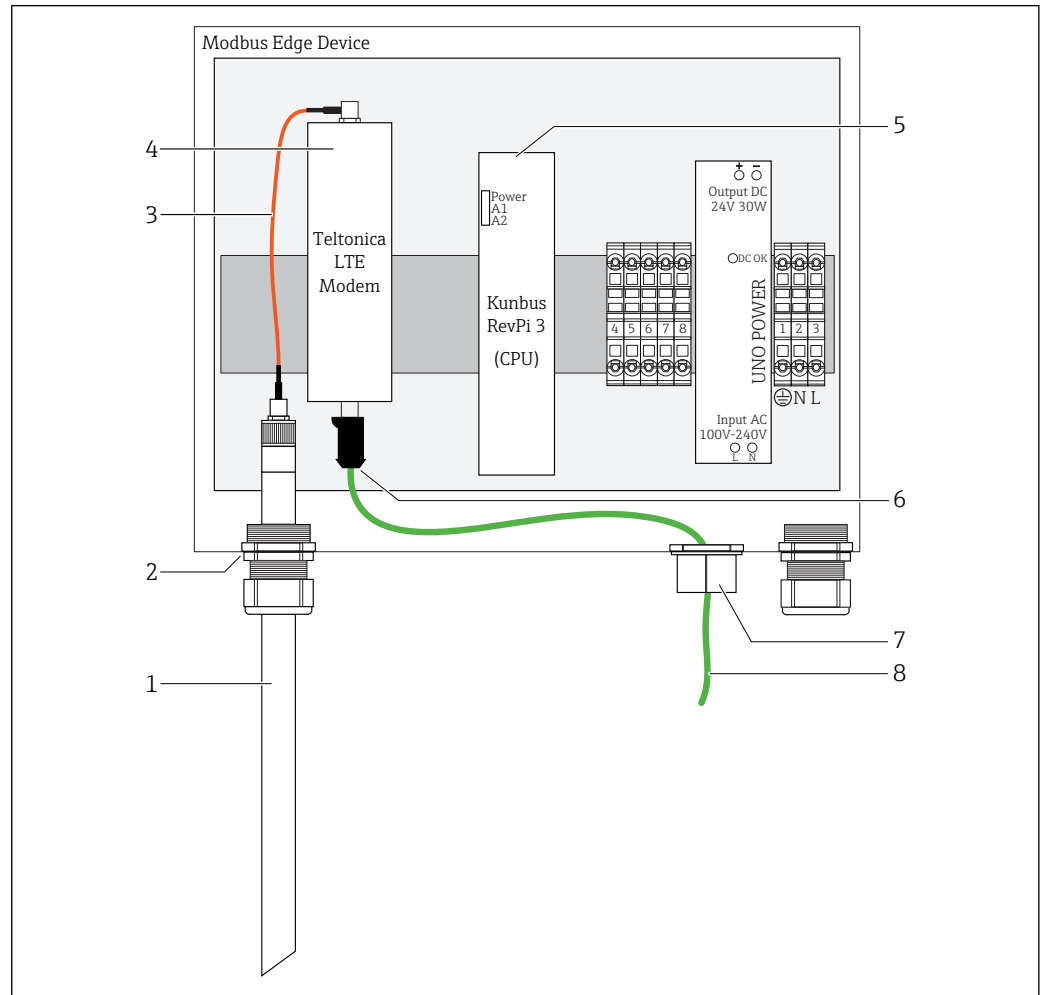 Modbus Edge Device
4
3
2
1
Teltonica
LTE
Modem
5
Power
A1
A2
Kunbus
RevPi 3
(CPU)
4 5 6 7 8
+ −
Output DC
24V 30W
DC OK
UNO POWER
Input AC
100V-240V
L N
1 2 3
N L
6
7
8